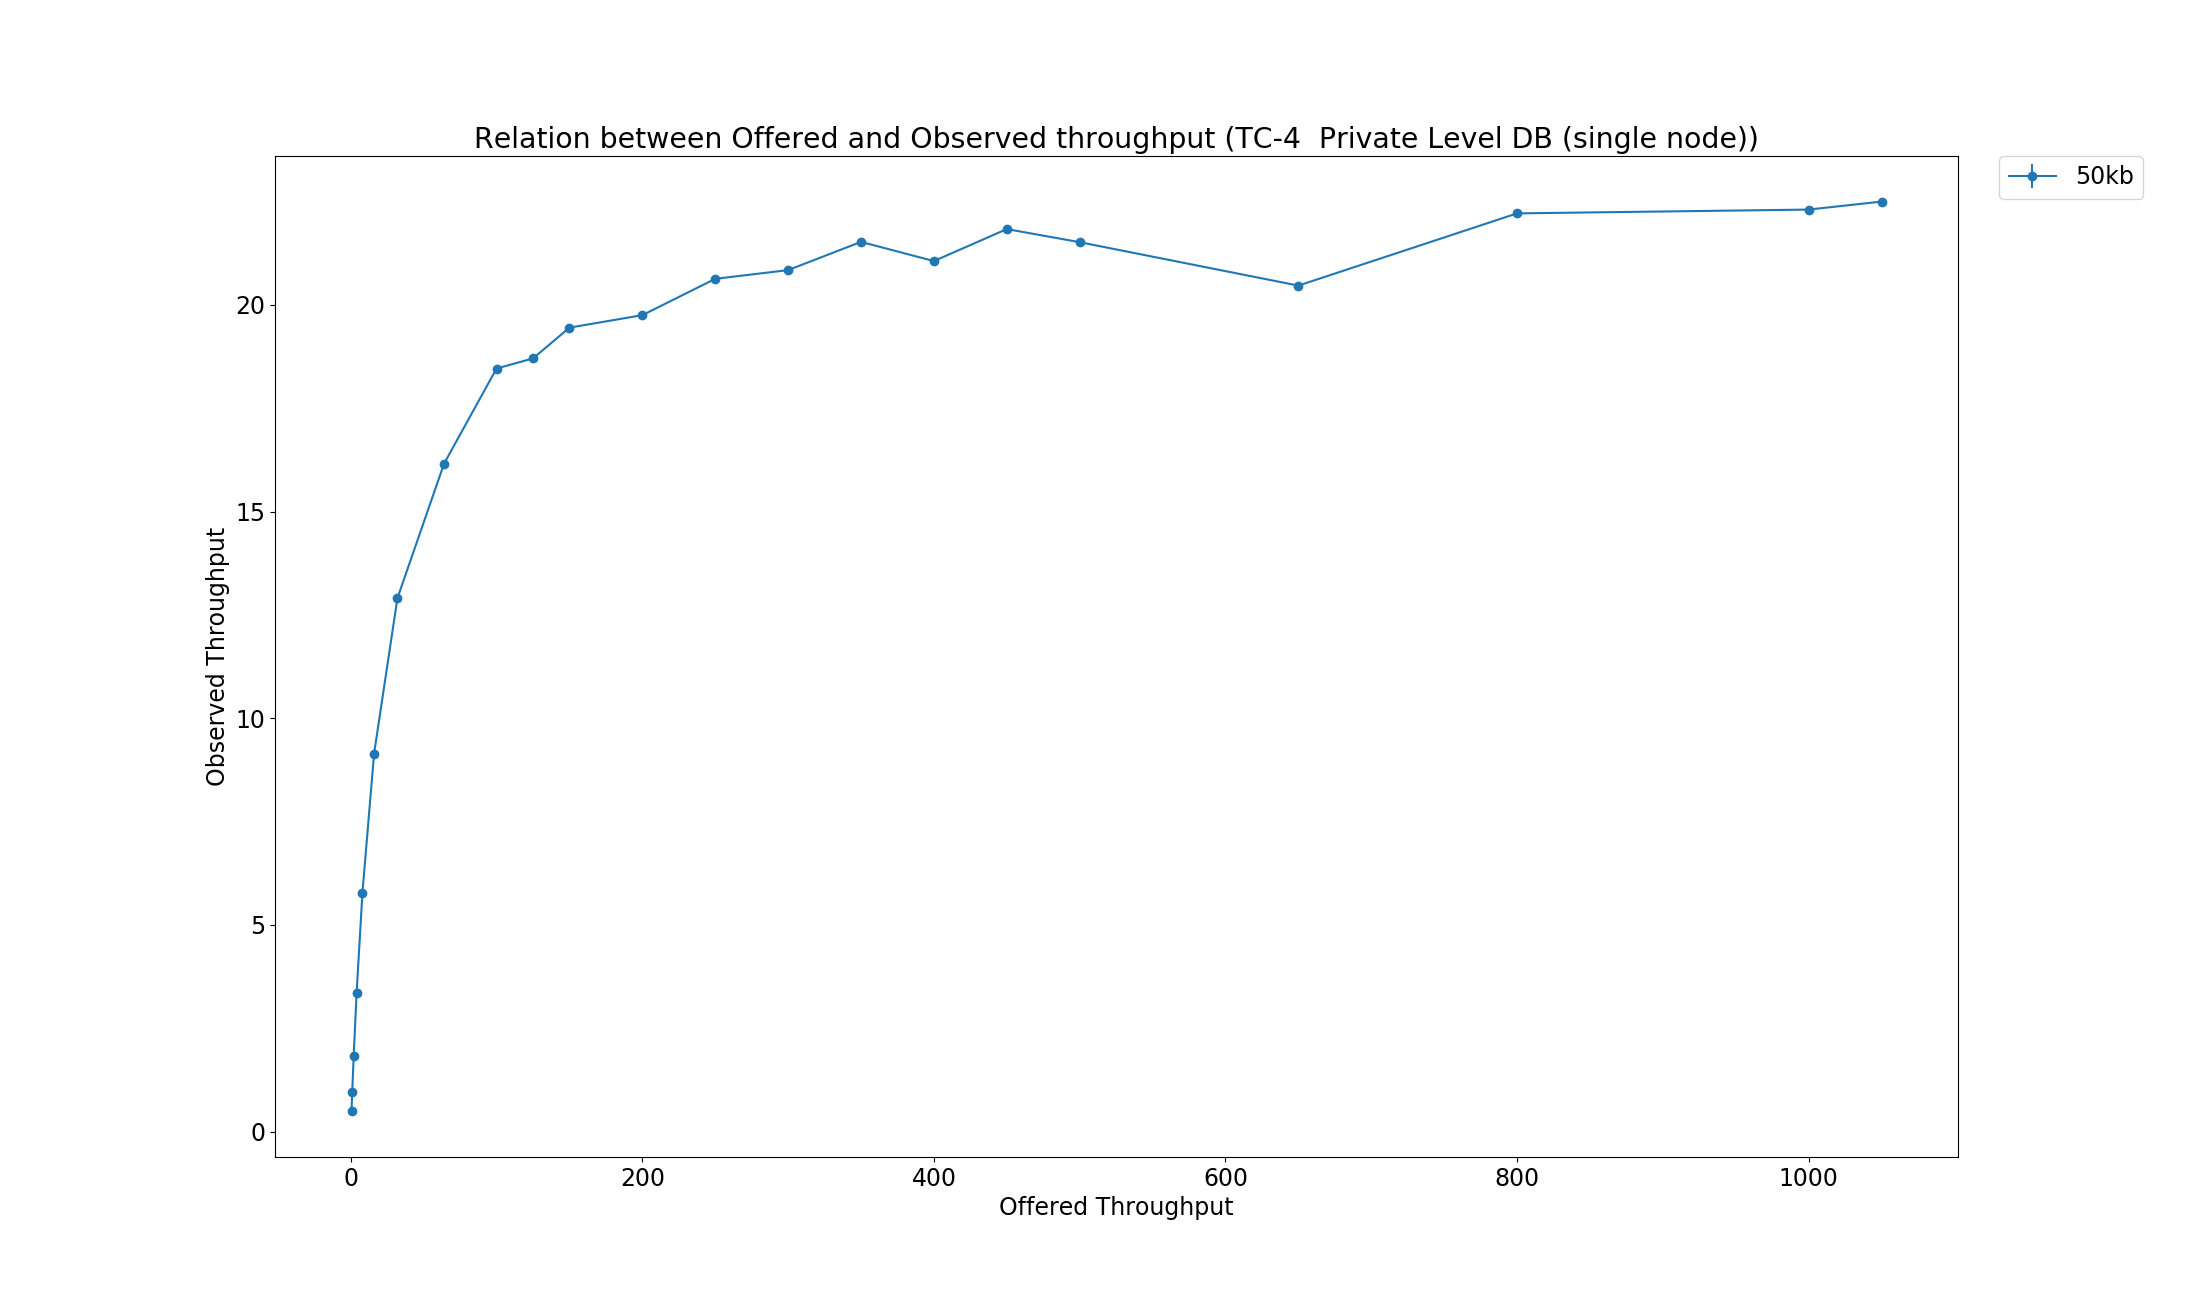 Relation between Offered and Observed throughput (TC-4  Private Level DB (single node))
50kb
20
15
10
5
0
Observed Throughput
0 200 400 600 800 1000
Offered Throughput